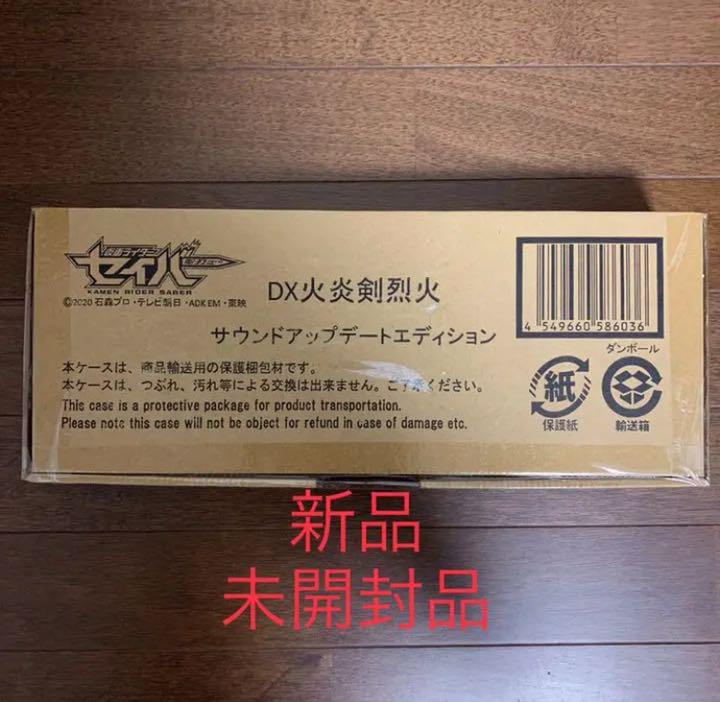 仮面ライダー
セイバー
KAMEN RIDER SABER
©2020 石森プロ・テレビ朝日・ADK EM・東映
DX火炎剣烈火
サウンドアップデートエディション
本ケースは、商品輸送用の保護梱包材です。
本ケースは、つぶれ、汚れ等による交換は出来ません。ご了承ください。
This case is a protective package for product transportation.
Please note this case will not be object for refund in case of damage etc.
4 549660 586036
ダンボール
紙
保護紙
輸送箱
新品
未開封品